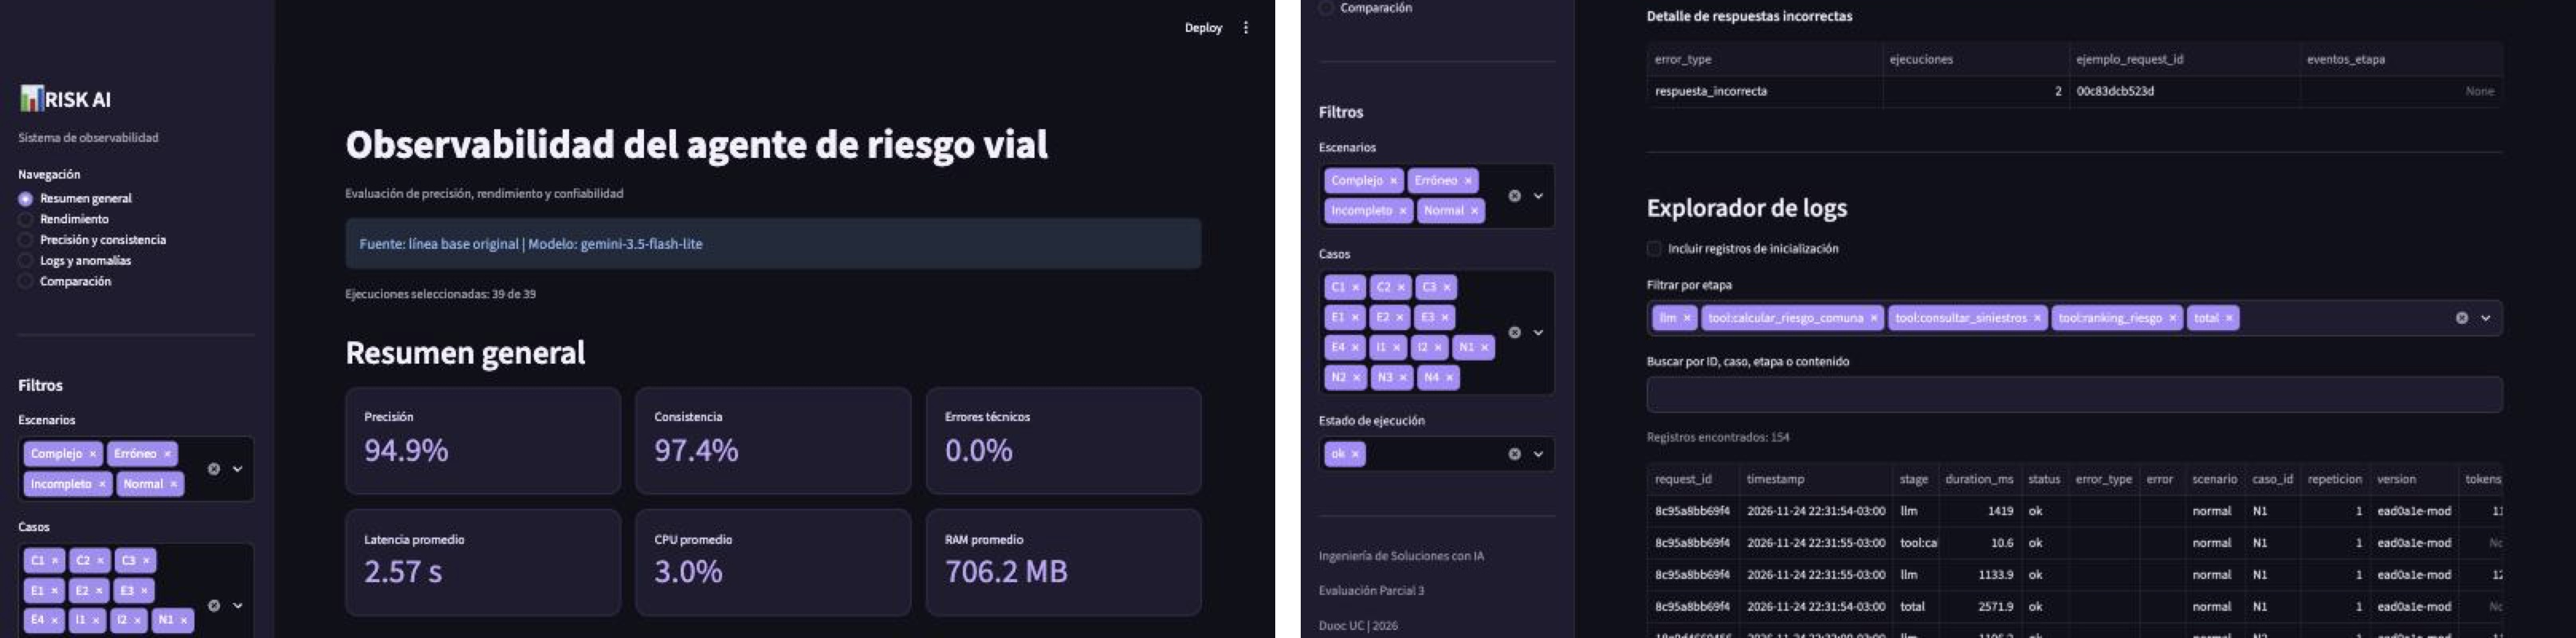 Deploy
RISK AI
Sistema de observabilidad
Navegación
Resumen general
Rendimiento
Precisión y consistencia
Logs y anomalías
Comparación
Filtros
Escenarios
Complejo × Erróneo ×
Incompleto × Normal ×
Casos
C1 × C2 × C3 ×
E1 × E2 × E3 ×
E4 × I1 × I2 × N1 ×
Observabilidad del agente de riesgo vial
Evaluación de precisión, rendimiento y confiabilidad
Fuente: línea base original | Modelo: gemini-3.5-flash-lite
Ejecuciones seleccionadas: 39 de 39
Resumen general
Precisión Consistencia Errores técnicos
94.9% 97.4% 0.0%
Latencia promedio CPU promedio RAM promedio
2.57 s 3.0% 706.2 MB
Comparación
Filtros
Escenarios
Complejo × Erróneo ×
Incompleto × Normal ×
Casos
C1 × C2 × C3 ×
E1 × E2 × E3 ×
E4 × I1 × I2 × N1 ×
N2 × N3 × N4 ×
Estado de ejecución
ok ×
Ingeniería de Soluciones con IA
Evaluación Parcial 3
Duoc UC | 2026
Detalle de respuestas incorrectas
error_type ejecuciones ejemplo_request_id eventos_etapa
respuesta_incorrecta 2 00c83dcb523d None
Explorador de logs
Incluir registros de inicialización
Filtrar por etapa
llm × tool:calcular_riesgo_comuna × tool:consultar_siniestros × tool:ranking_riesgo × total ×
Buscar por ID, caso, etapa o contenido
Registros encontrados: 154
request_id timestamp stage duration_ms status error_type error scenario caso_id repeticion version tokens
8c95a8bb69f4 2026-11-24 22:31:54-03:00 llm 1419 ok normal N1 1 ead0a1e-mod 11
8c95a8bb69f4 2026-11-24 22:31:55-03:00 tool:ca 10.6 ok normal N1 1 ead0a1e-mod No
8c95a8bb69f4 2026-11-24 22:31:55-03:00 llm 1133.9 ok normal N1 1 ead0a1e-mod 12
8c95a8bb69f4 2026-11-24 22:31:54-03:00 total 2571.9 ok normal N1 1 ead0a1e-mod No